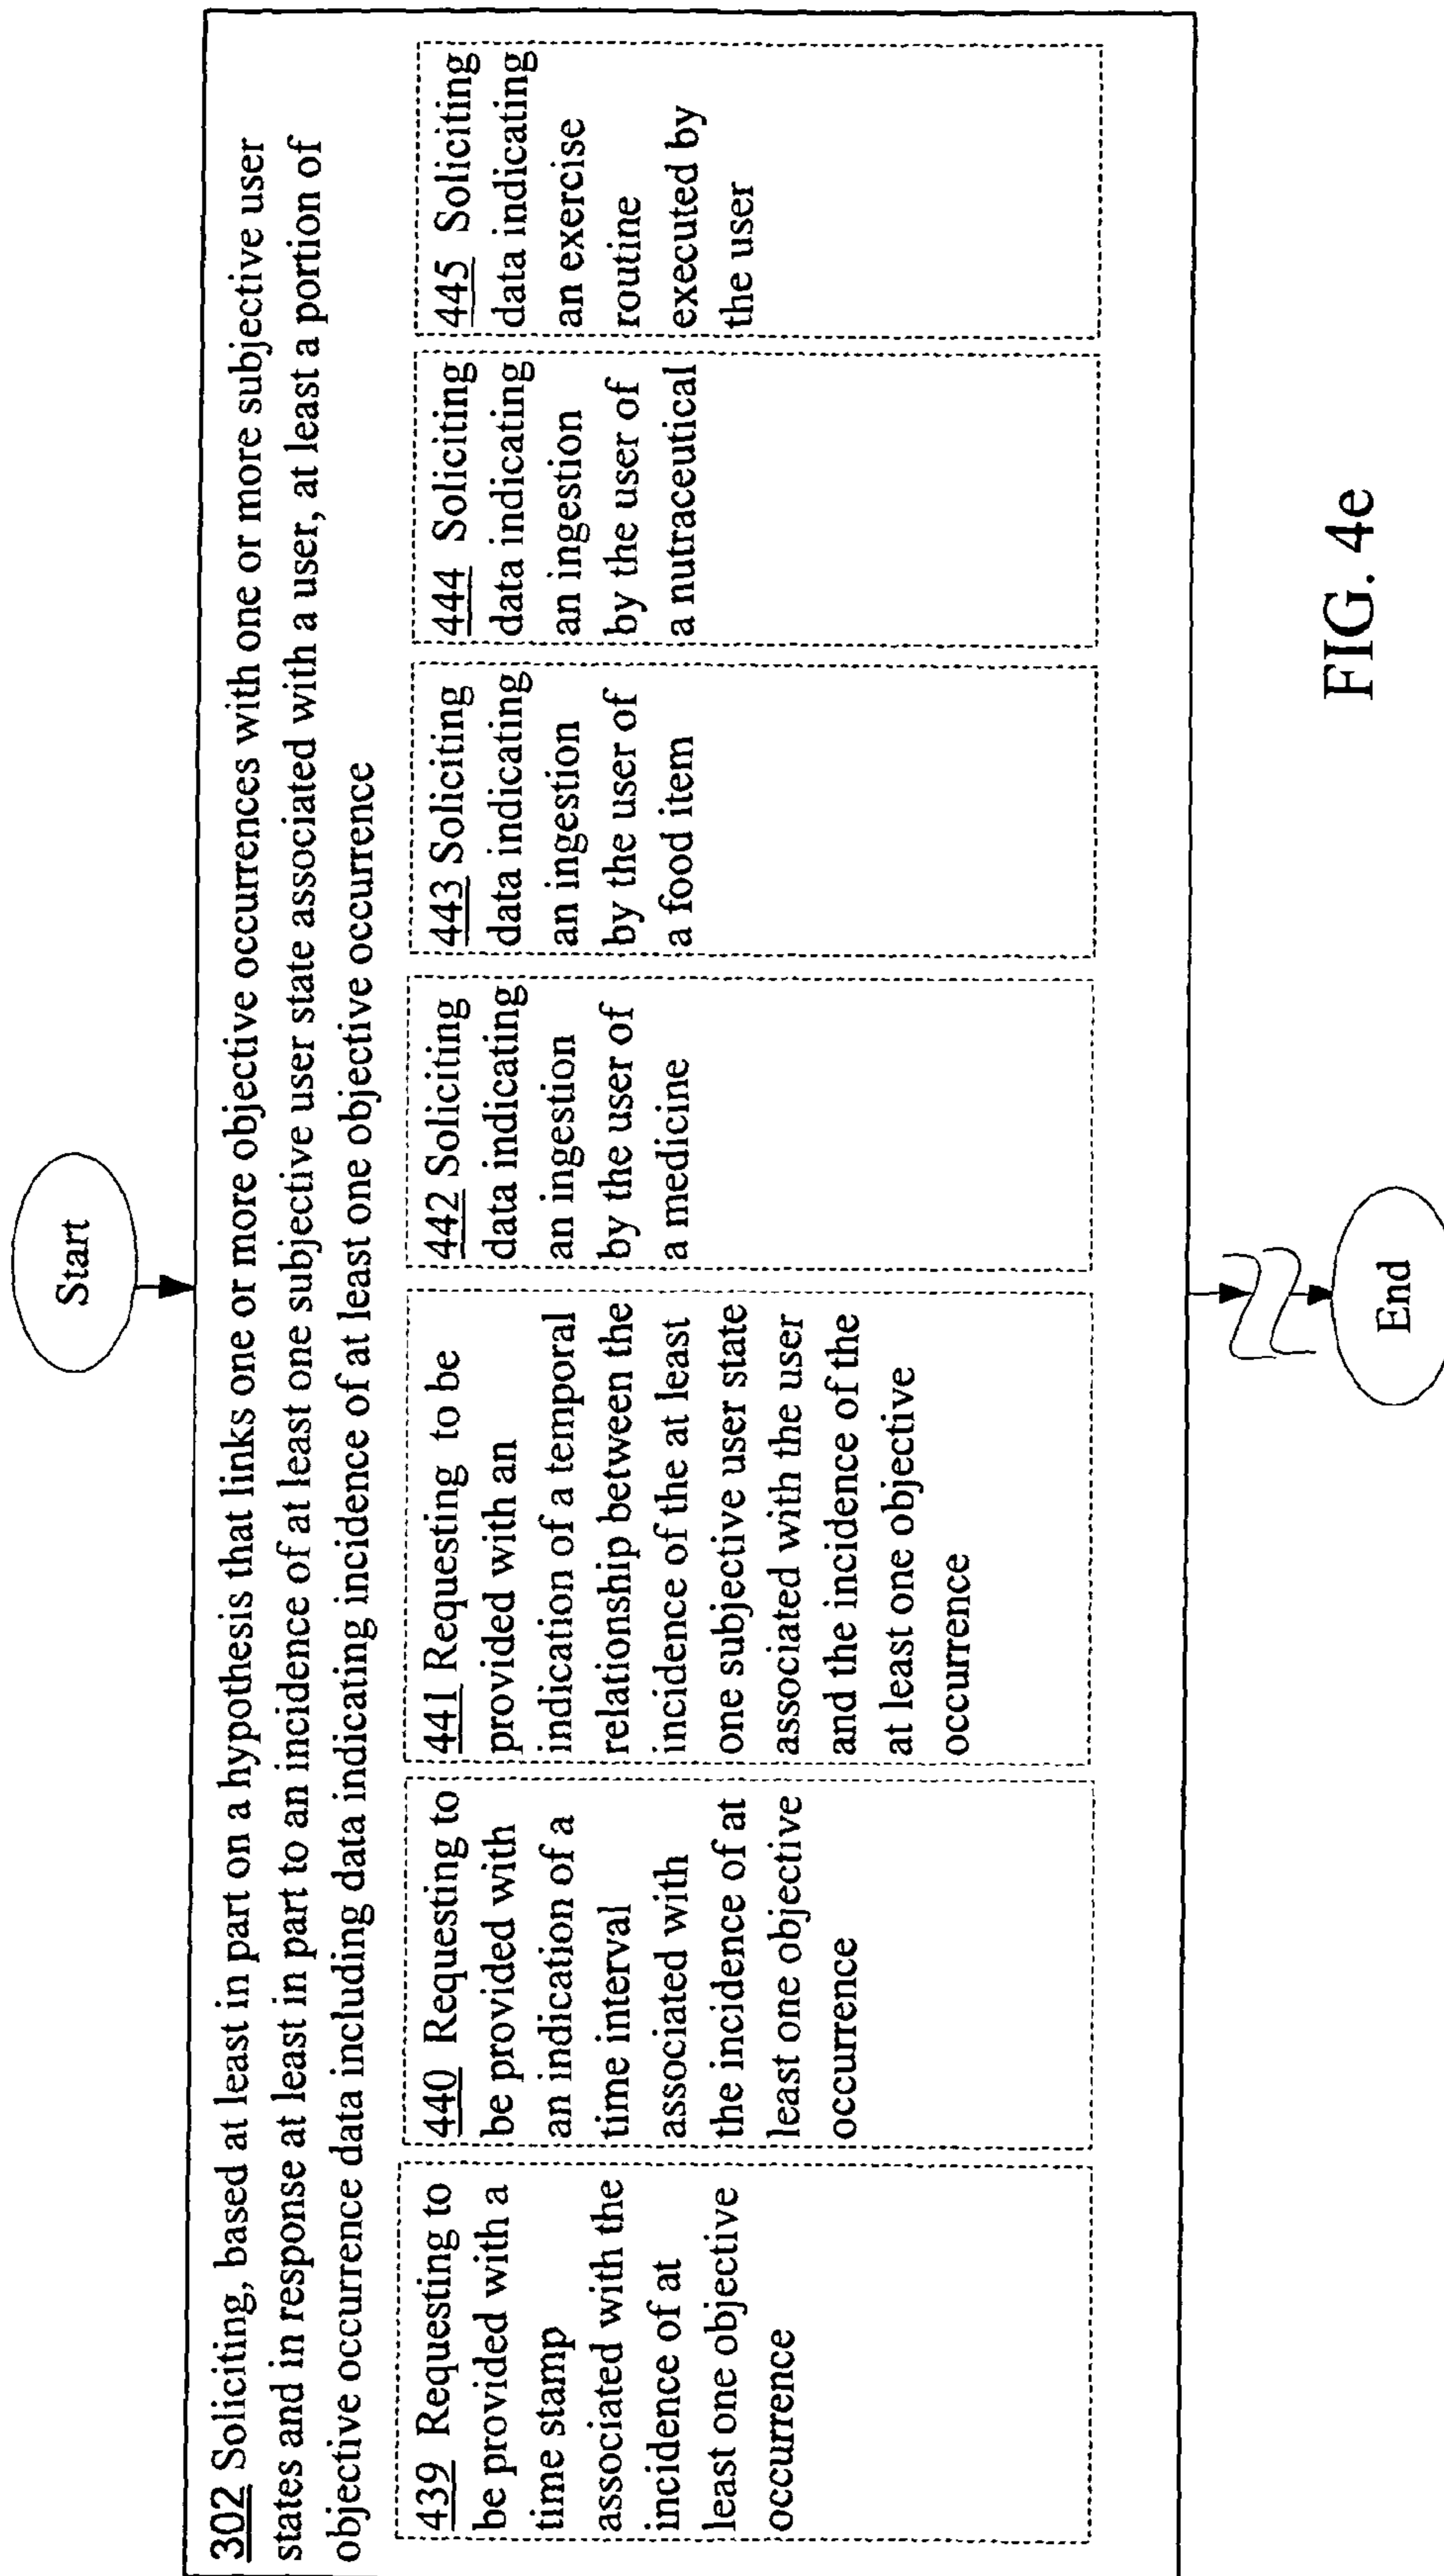 Start
302 Soliciting, based at least in part on a hypothesis that links one or more objective occurrences with one or more subjective user
states and in response at least in part to an incidence of at least one subjective user state associated with a user, at least a portion of
objective occurrence data including data indicating incidence of at least one objective occurrence
439 Requesting to
be provided with a
time stamp
associated with the
incidence of at
least one objective
occurrence
440 Requesting to
be provided with
an indication of a
time interval
associated with
the incidence of at
least one objective
occurrence
441 Requesting to be
provided with an
indication of a temporal
relationship between the
incidence of the at least
one subjective user state
associated with the user
and the incidence of the
at least one objective
occurrence
442 Soliciting
data indicating
an ingestion
by the user of
a medicine
443 Soliciting
data indicating
an ingestion
by the user of
a food item
444 Soliciting
data indicating
an ingestion
by the user of
a nutraceutical
445 Soliciting
data indicating
an exercise
routine
executed by
the user
End
FIG. 4e